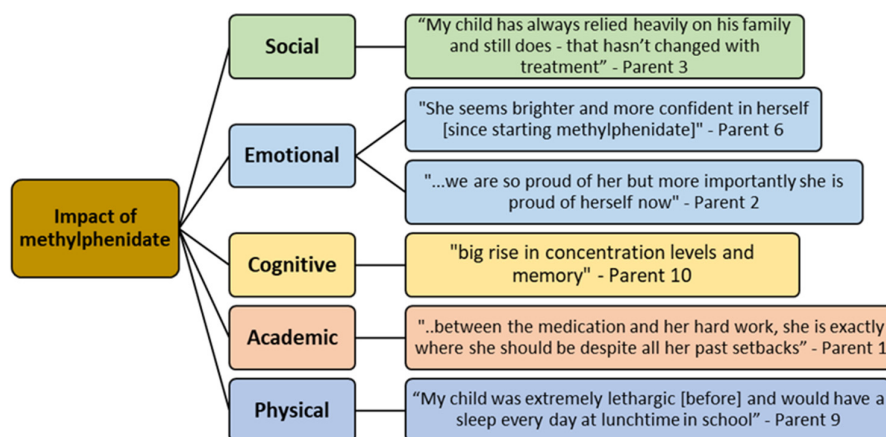 Impact of
methylphenidate
Social
“My child has always relied heavily on his family
and still does - that hasn’t changed with
treatment” - Parent 3
Emotional
"She seems brighter and more confident in herself
[since starting methylphenidate]" - Parent 6
"...we are so proud of her but more importantly she is
proud of herself now" - Parent 2
Cognitive
"big rise in concentration levels and
memory" - Parent 10
Academic
"..between the medication and her hard work, she is exactly
where she should be despite all her past setbacks” - Parent 1
Physical
“My child was extremely lethargic [before] and would have a
sleep every day at lunchtime in school” - Parent 9